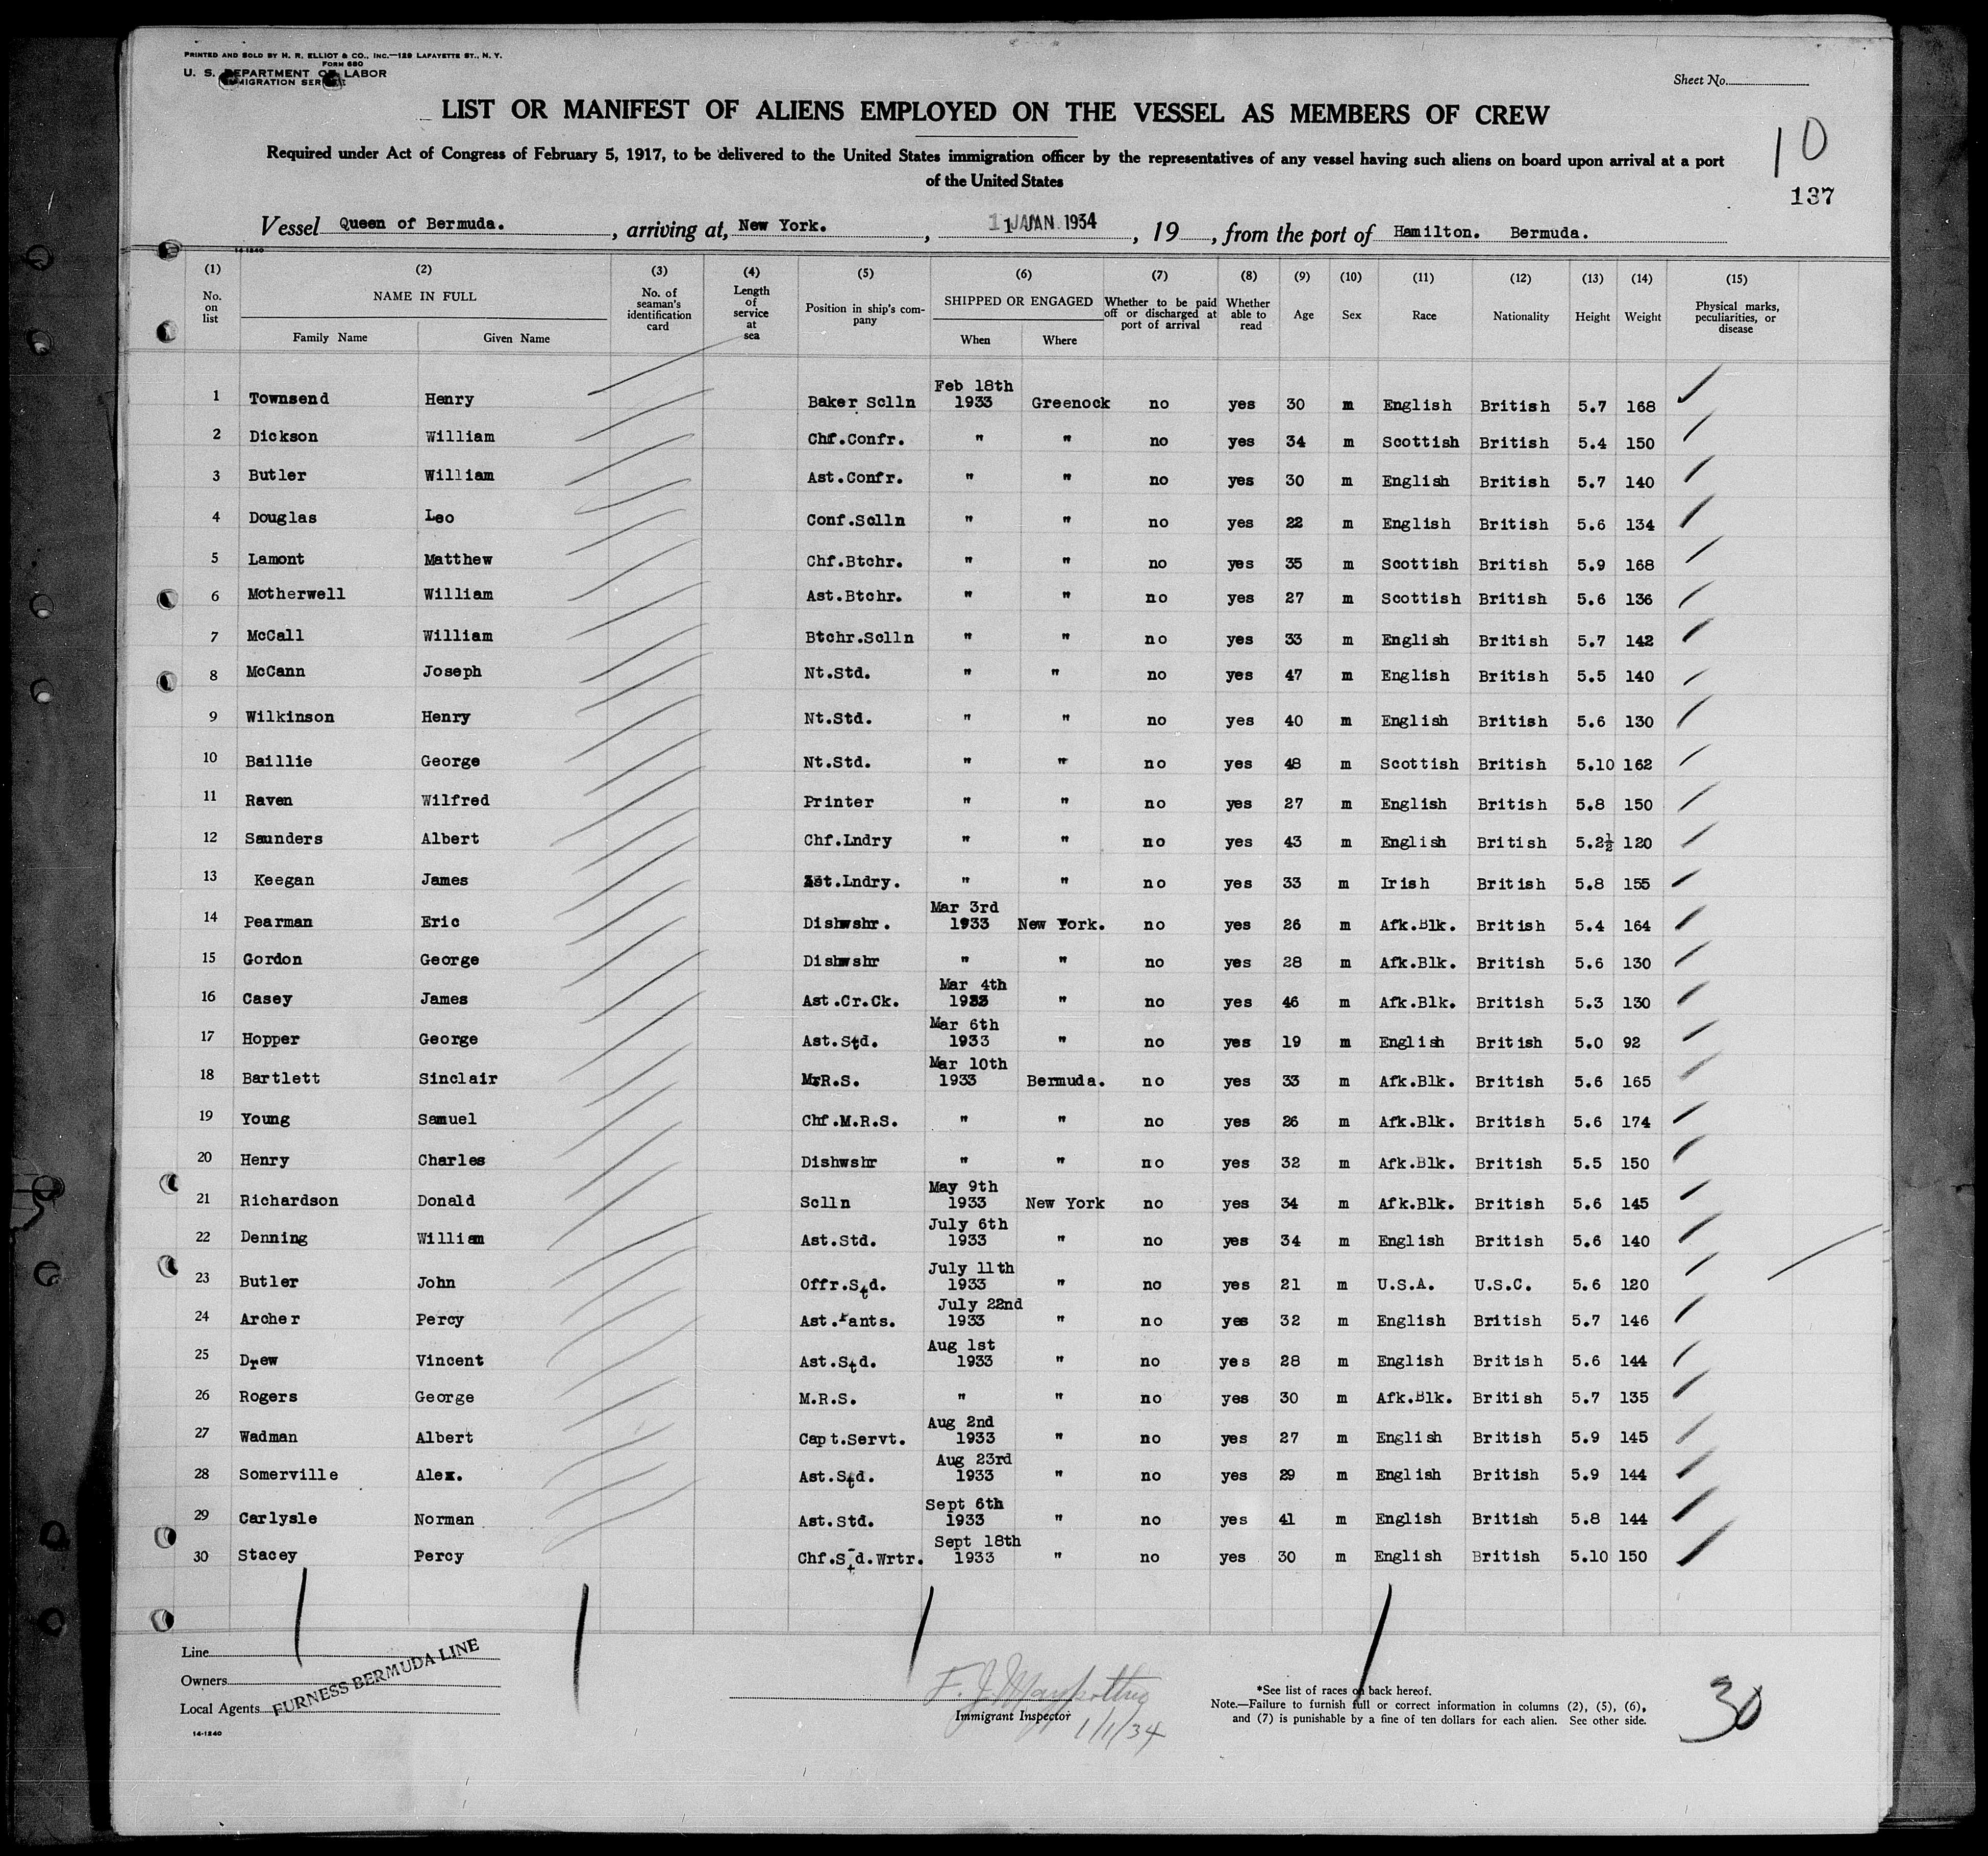 PRINTED AND SOLD BY H. R. ELLIOT & CO., INC.—129 LAFAYETTE ST., N. Y.
FORM 680
U. S. DEPARTMENT OF LABOR
IMMIGRATION SERVICE
Sheet No.
LIST OR MANIFEST OF ALIENS EMPLOYED ON THE VESSEL AS MEMBERS OF CREW
10
Required under Act of Congress of February 5, 1917, to be delivered to the United States immigration officer by the representatives of any vessel having such aliens on board upon arrival at a port
of the United States
137
Vessel Queen of Bermuda. , arriving at, New York. , 1 JAN 1934 , 19 , from the port of Hamilton. Bermuda.
14-1240
(1) (2) (3) (4) (5) (6) (7) (8) (9) (10) (11) (12) (13) (14) (15)
No. on list NAME IN FULL Family Name Given Name No. of seaman's identification card Length of service at sea Position in ship's company SHIPPED OR ENGAGED When Where Whether to be paid off or discharged at port of arrival Whether able to read Age Sex Race Nationality Height Weight Physical marks, peculiarities, or disease
1 Townsend Henry Baker Sclln Feb 18th 1933 Greenock no yes 30 m English British 5.7 168
2 Dickson William Chf.Confr. " " no yes 34 m Scottish British 5.4 150
3 Butler William Ast.Confr. " " no yes 30 m English British 5.7 140
4 Douglas Leo Conf.Sclln " " no yes 22 m English British 5.6 134
5 Lamont Matthew Chf.Btchr. " " no yes 35 m Scottish British 5.9 168
6 Motherwell William Ast.Btchr. " " no yes 27 m Scottish British 5.6 136
7 McCall William Btchr.Sclln " " no yes 33 m English British 5.7 142
8 McCann Joseph Nt.Std. " " no yes 47 m English British 5.5 140
9 Wilkinson Henry Nt.Std. " " no yes 40 m English British 5.6 130
10 Baillie George Nt.Std. " " no yes 48 m Scottish British 5.10 162
11 Raven Wilfred Printer " " no yes 27 m English British 5.8 150
12 Saunders Albert Chf.Lndry " " no yes 43 m English British 5.2½ 120
13 Keegan James Ast.Lndry. " " no yes 33 m Irish British 5.8 155
14 Pearman Eric Dishwshr. Mar 3rd 1933 New York. no yes 26 m Afk.Blk. British 5.4 164
15 Gordon George Dishwshr " " no yes 28 m Afk.Blk. British 5.6 130
16 Casey James Ast.Cr.Ck. Mar 4th 1933 " no yes 46 m Afk.Blk. British 5.3 130
17 Hopper George Ast.Std. Mar 6th 1933 " no yes 19 m English British 5.0 92
18 Bartlett Sinclair M.R.S. Mar 10th 1933 Bermuda. no yes 33 m Afk.Blk. British 5.6 165
19 Young Samuel Chf.M.R.S. " " no yes 26 m Afk.Blk. British 5.6 174
20 Henry Charles Dishwshr " " no yes 32 m Afk.Blk. British 5.5 150
21 Richardson Donald Sclln May 9th 1933 New York no yes 34 m Afk.Blk. British 5.6 145
22 Denning William Ast.Std. July 6th 1933 " no yes 34 m English British 5.6 140
23 Butler John Offr.Std. July 11th 1933 " no yes 21 m U.S.A. U.S.C. 5.6 120
24 Archer Percy Ast.Pants. July 22nd 1933 " no yes 32 m English British 5.7 146
25 Drew Vincent Ast.Std. Aug 1st 1933 " no yes 28 m English British 5.6 144
26 Rogers George M.R.S. " " no yes 30 m Afk.Blk. British 5.7 135
27 Wadman Albert Capt.Servt. Aug 2nd 1933 " no yes 27 m English British 5.9 145
28 Somerville Alex. Ast.Std. Aug 23rd 1933 " no yes 29 m English British 5.9 144
29 Carlysle Norman Ast.Std. Sept 6th 1933 " no yes 41 m English British 5.8 144
30 Stacey Percy Chf.Std.Wrtr. Sept 18th 1933 " no yes 30 m English British 5.10 150
Line
Owners
Local Agents FURNESS BERMUDA LINE
14-1240
F. J.
Immigrant Inspector
1/1/34
*See list of races on back hereof.
Note.—Failure to furnish full or correct information in columns (2), (5), (6),
and (7) is punishable by a fine of ten dollars for each alien. See other side.
30